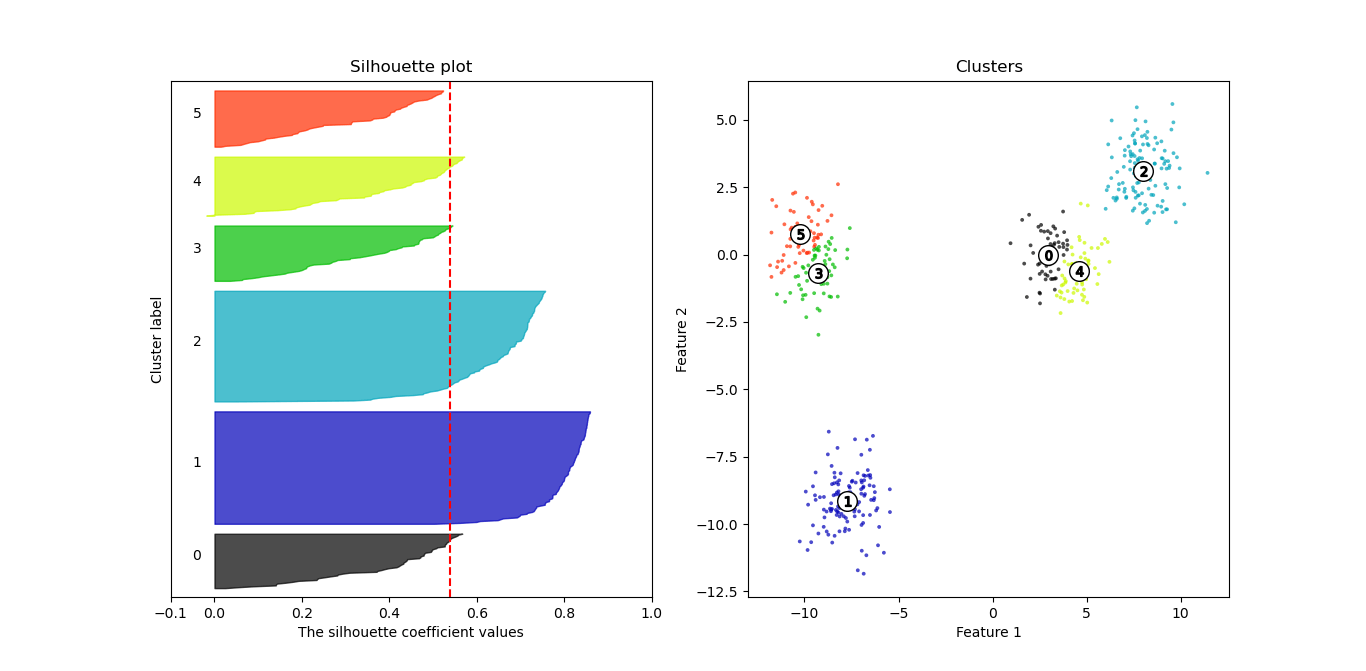 Silhouette plot
Cluster label
5
4
3
2
1
0
−0.1 0.0 0.2 0.4 0.6 0.8 1.0
The silhouette coefficient values
Clusters
Feature 2
5.0
2.5
0.0
−2.5
−5.0
−7.5
−10.0
−12.5
2
5
0
3
4
1
−10 −5 0 5 10
Feature 1